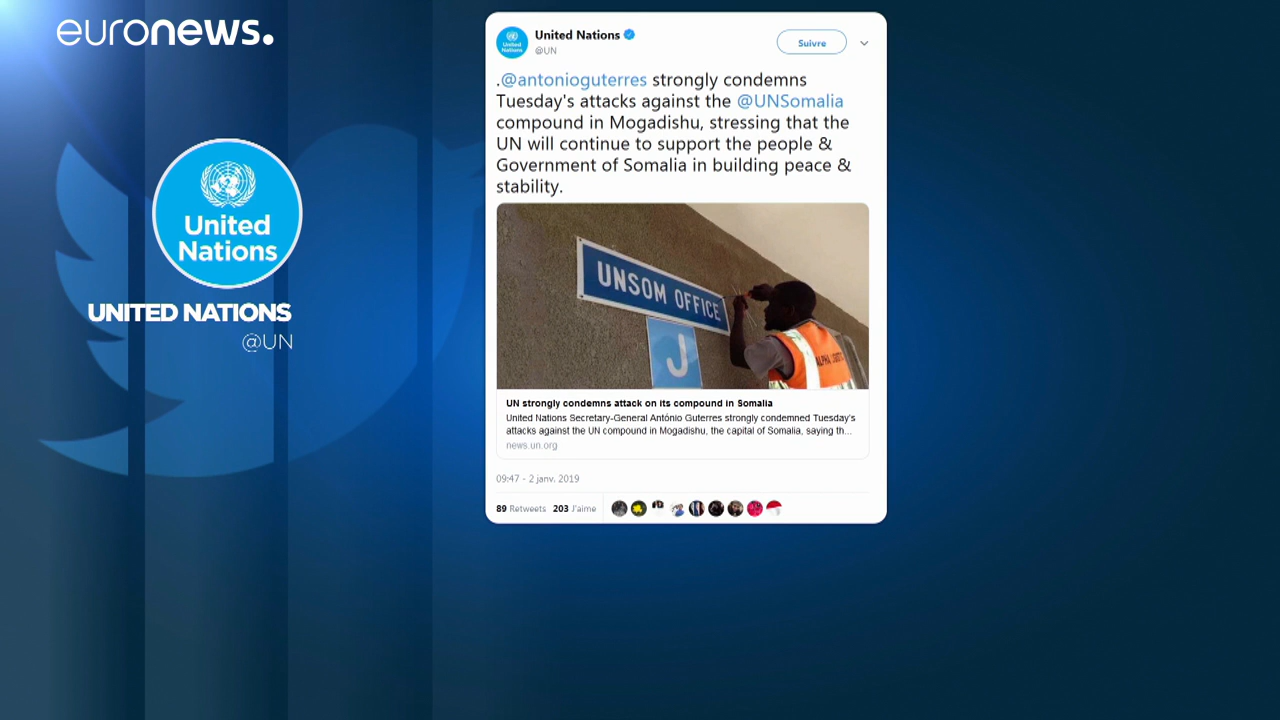 euronews.
United
Nations
UNITED NATIONS
@UN
United Nations
@UN
Suivre
.@antonioguterres strongly condemns
Tuesday's attacks against the @UNSomalia
compound in Mogadishu, stressing that the
UN will continue to support the people &
Government of Somalia in building peace &
stability.
UNSOM OFFICE
J
UN strongly condemns attack on its compound in Somalia
United Nations Secretary-General António Guterres strongly condemned Tuesday's
attacks against the UN compound in Mogadishu, the capital of Somalia, saying th...
news.un.org
09:47 - 2 janv. 2019
89 Retweets 203 J'aime